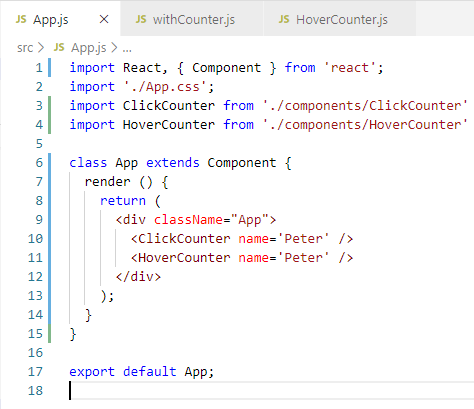 JS App.js × JS withCounter.js JS HoverCounter.js
src > JS App.js > ...
1 import React, { Component } from 'react';
2 import './App.css';
3 import ClickCounter from './components/ClickCounter'
4 import HoverCounter from './components/HoverCounter'
5
6 class App extends Component {
7   render () {
8     return (
9       <div className="App">
10         <ClickCounter name='Peter' />
11         <HoverCounter name='Peter' />
12       </div>
13     );
14   }
15 }
16
17 export default App;
18